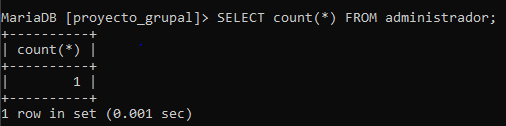 MariaDB [proyecto_grupal]> SELECT count(*) FROM administrador;
+----------+
| count(*) |
+----------+
|        1 |
+----------+
1 row in set (0.001 sec)